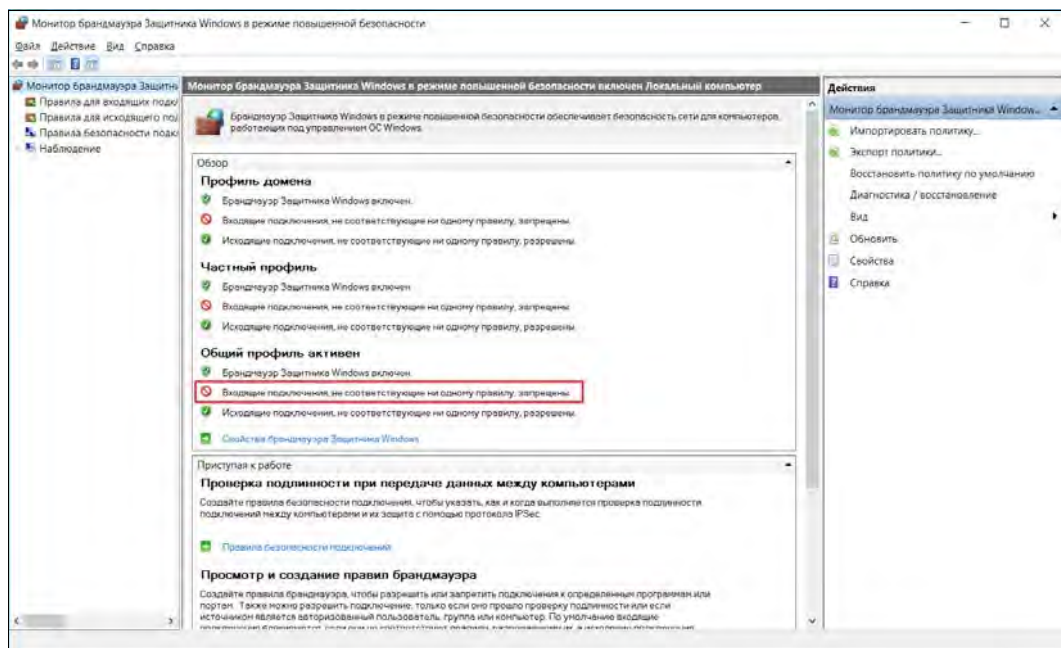 Монитор брандмауэра Защитника Windows в режиме повышенной безопасности
Файл Действие Вид Справка
Монитор брандмауэра Защитн
Правила для входящих подкл
Правила для исходящего по
Правила безопасности подкл
Наблюдение
Монитор брандмауэра Защитника Windows в режиме повышенной безопасности включен Локальный компьютер
Брандмауэр Защитника Windows в режиме повышенной безопасности обеспечивает безопасность сети для компьютеров,
работающих под управлением ОС Windows.
Обзор
Профиль домена
Брандмауэр Защитника Windows включен.
Входящие подключения, не соответствующие ни одному правилу, запрещены.
Исходящие подключения, не соответствующие ни одному правилу, разрешены.
Частный профиль
Брандмауэр Защитника Windows включен.
Входящие подключения, не соответствующие ни одному правилу, запрещены.
Исходящие подключения, не соответствующие ни одному правилу, разрешены.
Общий профиль активен
Брандмауэр Защитника Windows включен.
Входящие подключения, не соответствующие ни одному правилу, запрещены.
Исходящие подключения, не соответствующие ни одному правилу, разрешены.
Свойства брандмауэра Защитника Windows
Приступая к работе
Проверка подлинности при передаче данных между компьютерами
Создайте правила безопасности подключения, чтобы указать, как и когда выполняется проверка подлинности
подключений между компьютерами и их защита с помощью протокола IPSec.
Правила безопасности подключений
Просмотр и создание правил брандмауэра
Создайте правила брандмауэра, чтобы разрешить или запретить подключения к определенным программам или
портам. Также можно разрешить подключение, только если оно прошло проверку подлинности или если
источником является авторизованный пользователь, группа или компьютер. По умолчанию входящие
Действия
Монитор брандмауэра Защитника Window...
Импортировать политику...
Экспорт политики...
Восстановить политику по умолчанию
Диагностика / восстановление
Вид
Обновить
Свойства
Справка